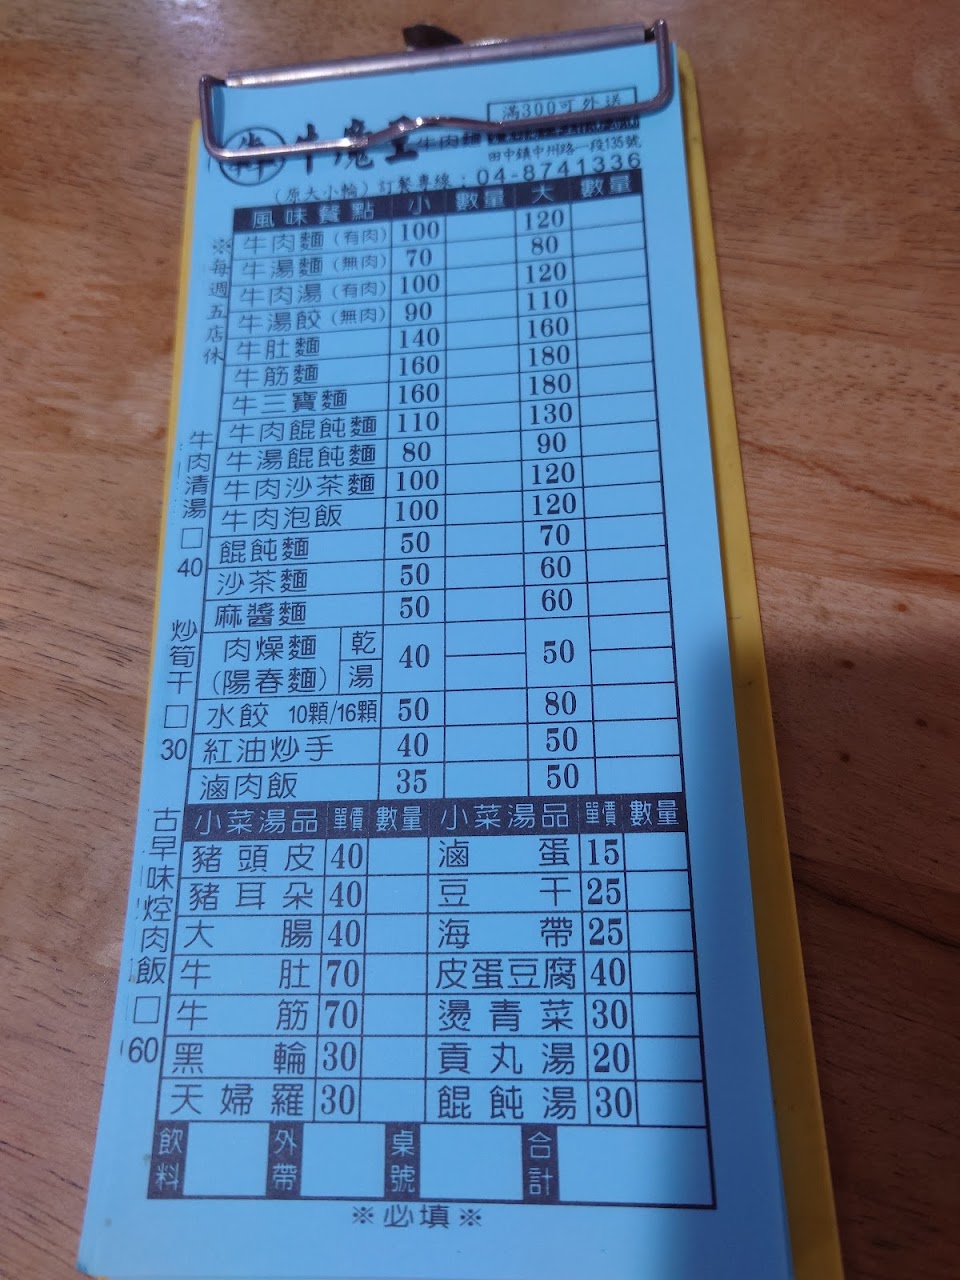 滿300可外送
牛魔王 牛肉麵
田中鎮中州路一段135號
(原大小輪) 訂餐專線:04-8741336
風味餐點 小 數量 大 數量
牛肉麵(有肉) 100 120
牛湯麵(無肉) 70 80
牛肉湯(有肉) 100 120
牛湯餃(無肉) 90 110
牛肚麵 140 160
牛筋麵 160 180
牛三寶麵 160 180
牛肉餛飩麵 110 130
牛湯餛飩麵 80 90
牛肉沙茶麵 100 120
牛肉泡飯 100 120
餛飩麵 50 70
沙茶麵 50 60
麻醬麵 50 60
肉燥麵 乾
(陽春麵) 湯 40 50
水餃 10顆/16顆 50 80
紅油炒手 40 50
滷肉飯 35 50
小菜湯品 單價 數量 小菜湯品 單價 數量
豬頭皮 40 滷蛋 15
豬耳朵 40 豆干 25
大腸 40 海帶 25
牛肚 70 皮蛋豆腐 40
牛筋 70 燙青菜 30
黑輪 30 貢丸湯 20
天婦羅 30 餛飩湯 30
飲料 外帶 桌號 合計
※必填※
※每週五店休
牛肉清湯 □ 40
炒筍干 □ 30
古早味焢肉飯 □ 60